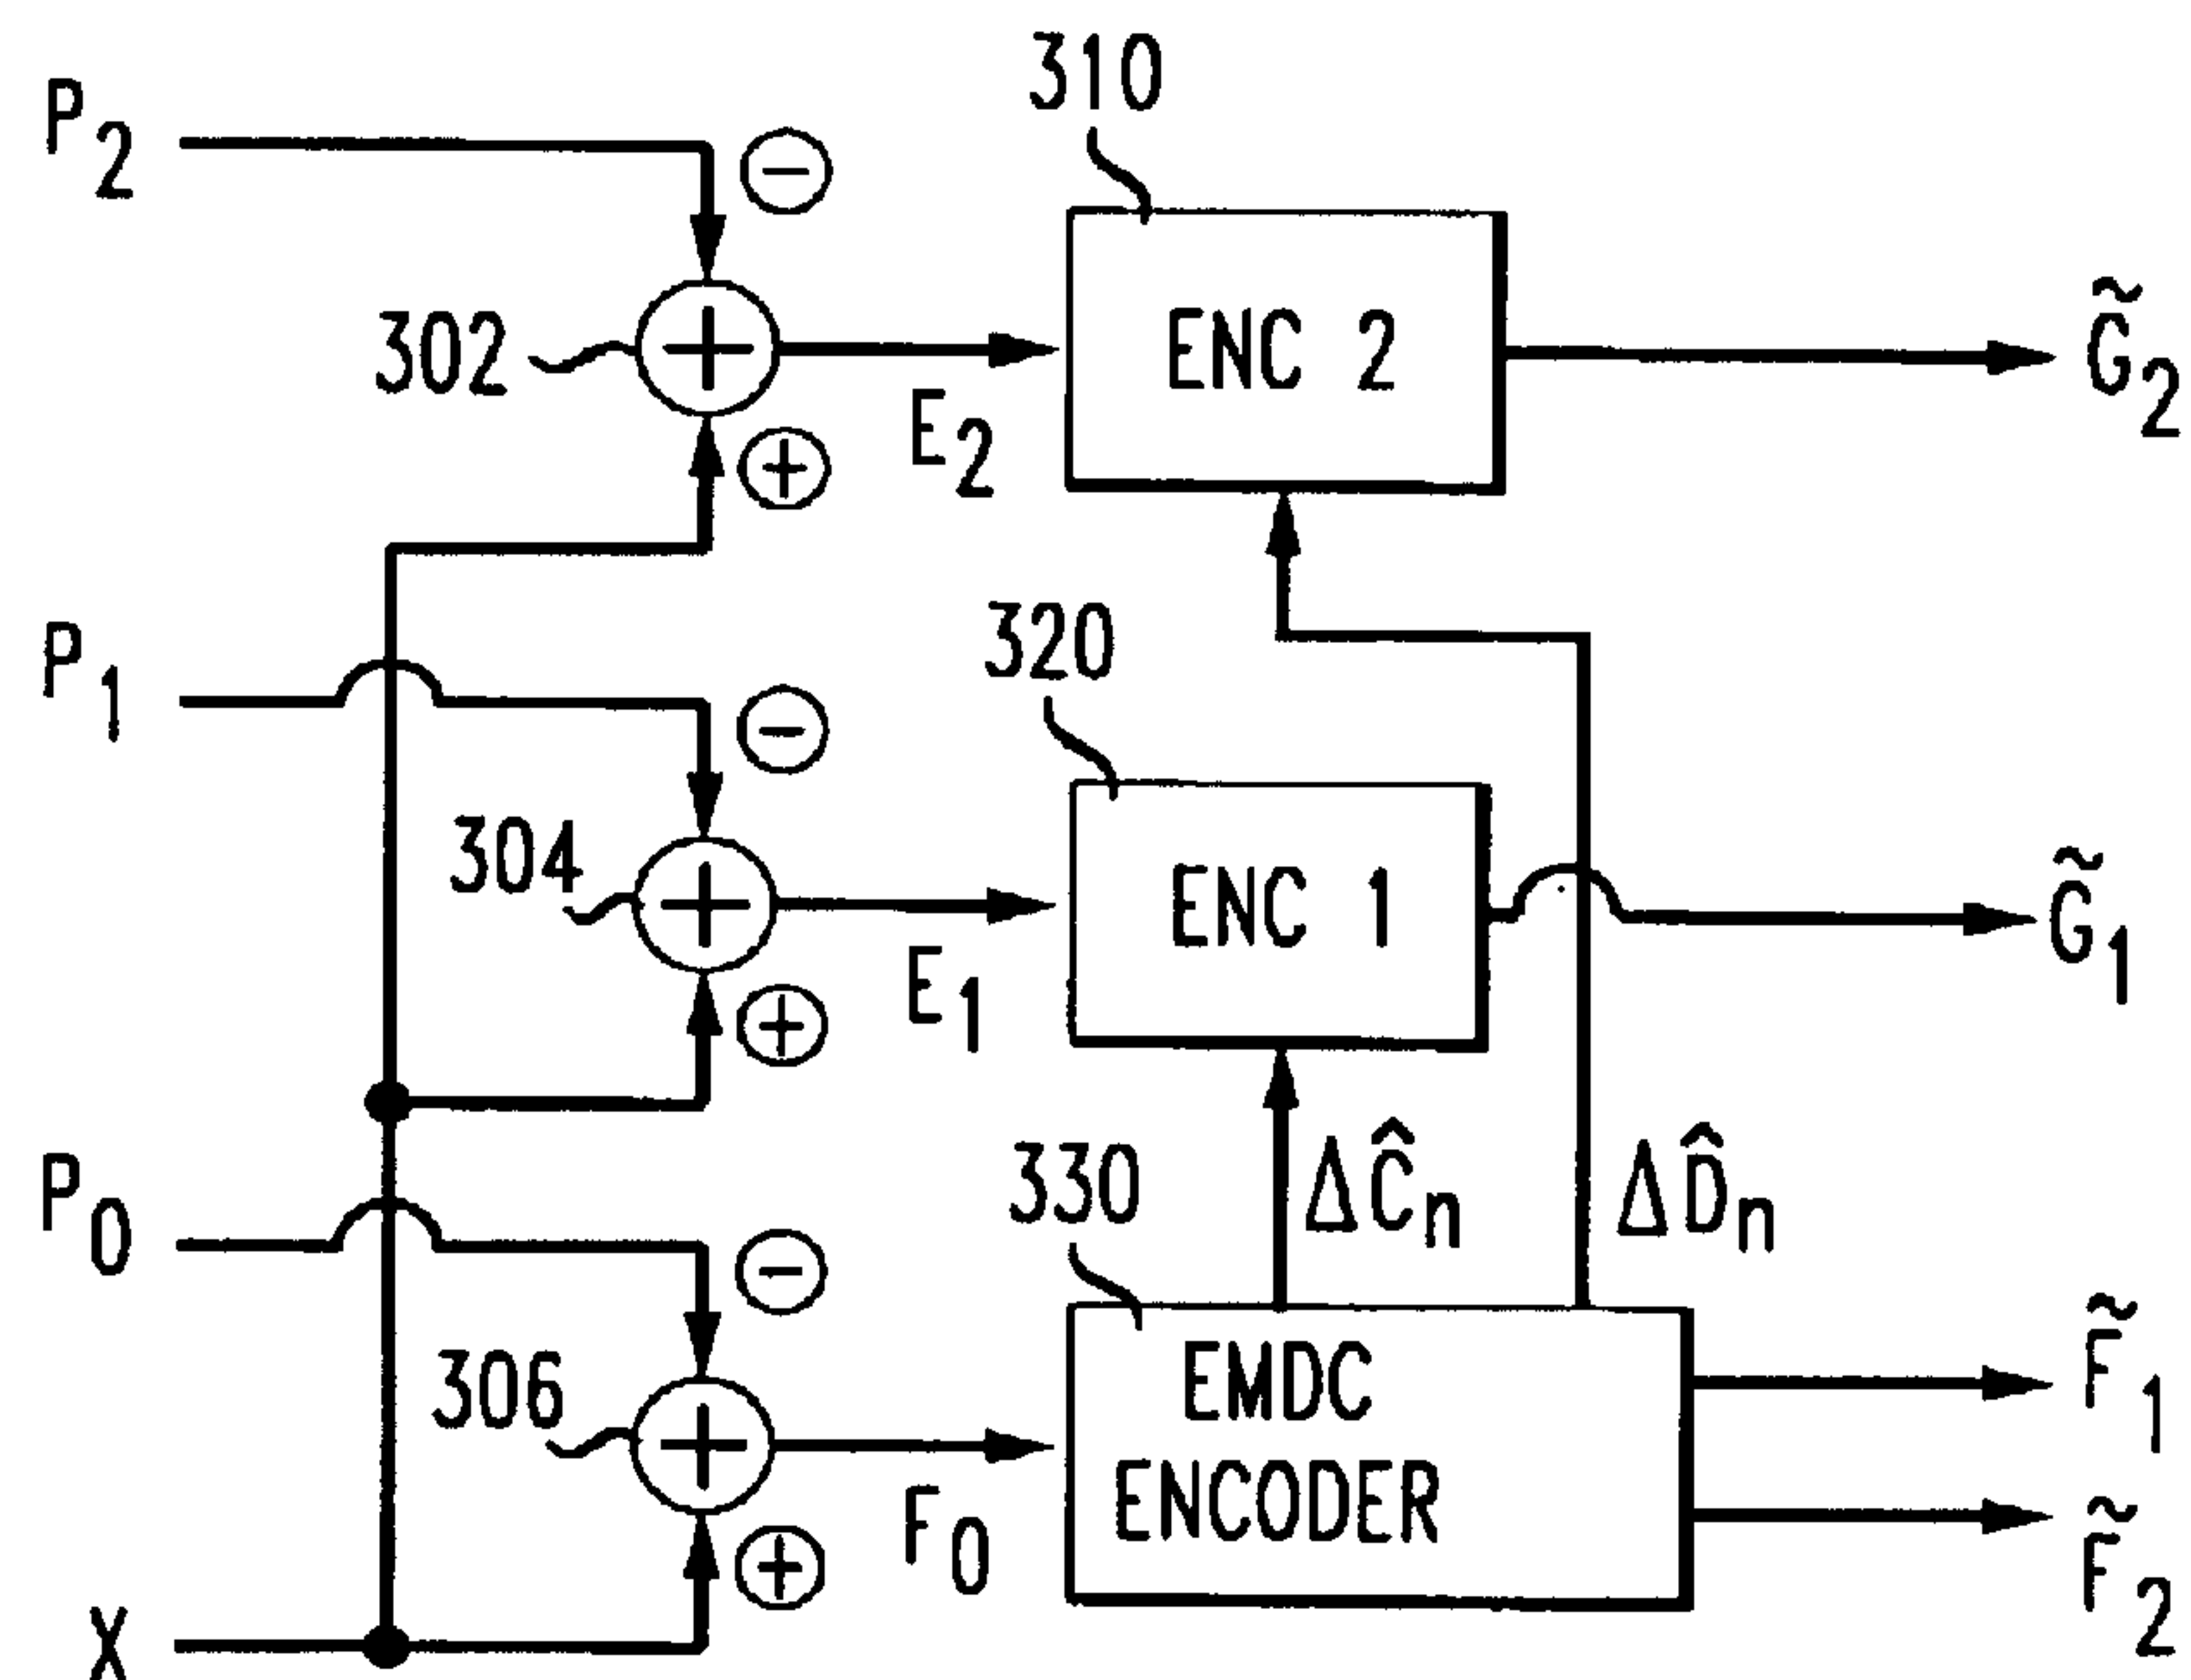 310
P2
−
302
+
ENC 2
G̃2
+
E2
P1
320
−
304
+
ENC 1
G̃1
E1
+
P0
330
ΔĈn
ΔD̂n
−
EMDC
ENCODER
F̃1
306
+
F0
F̃2
+
X